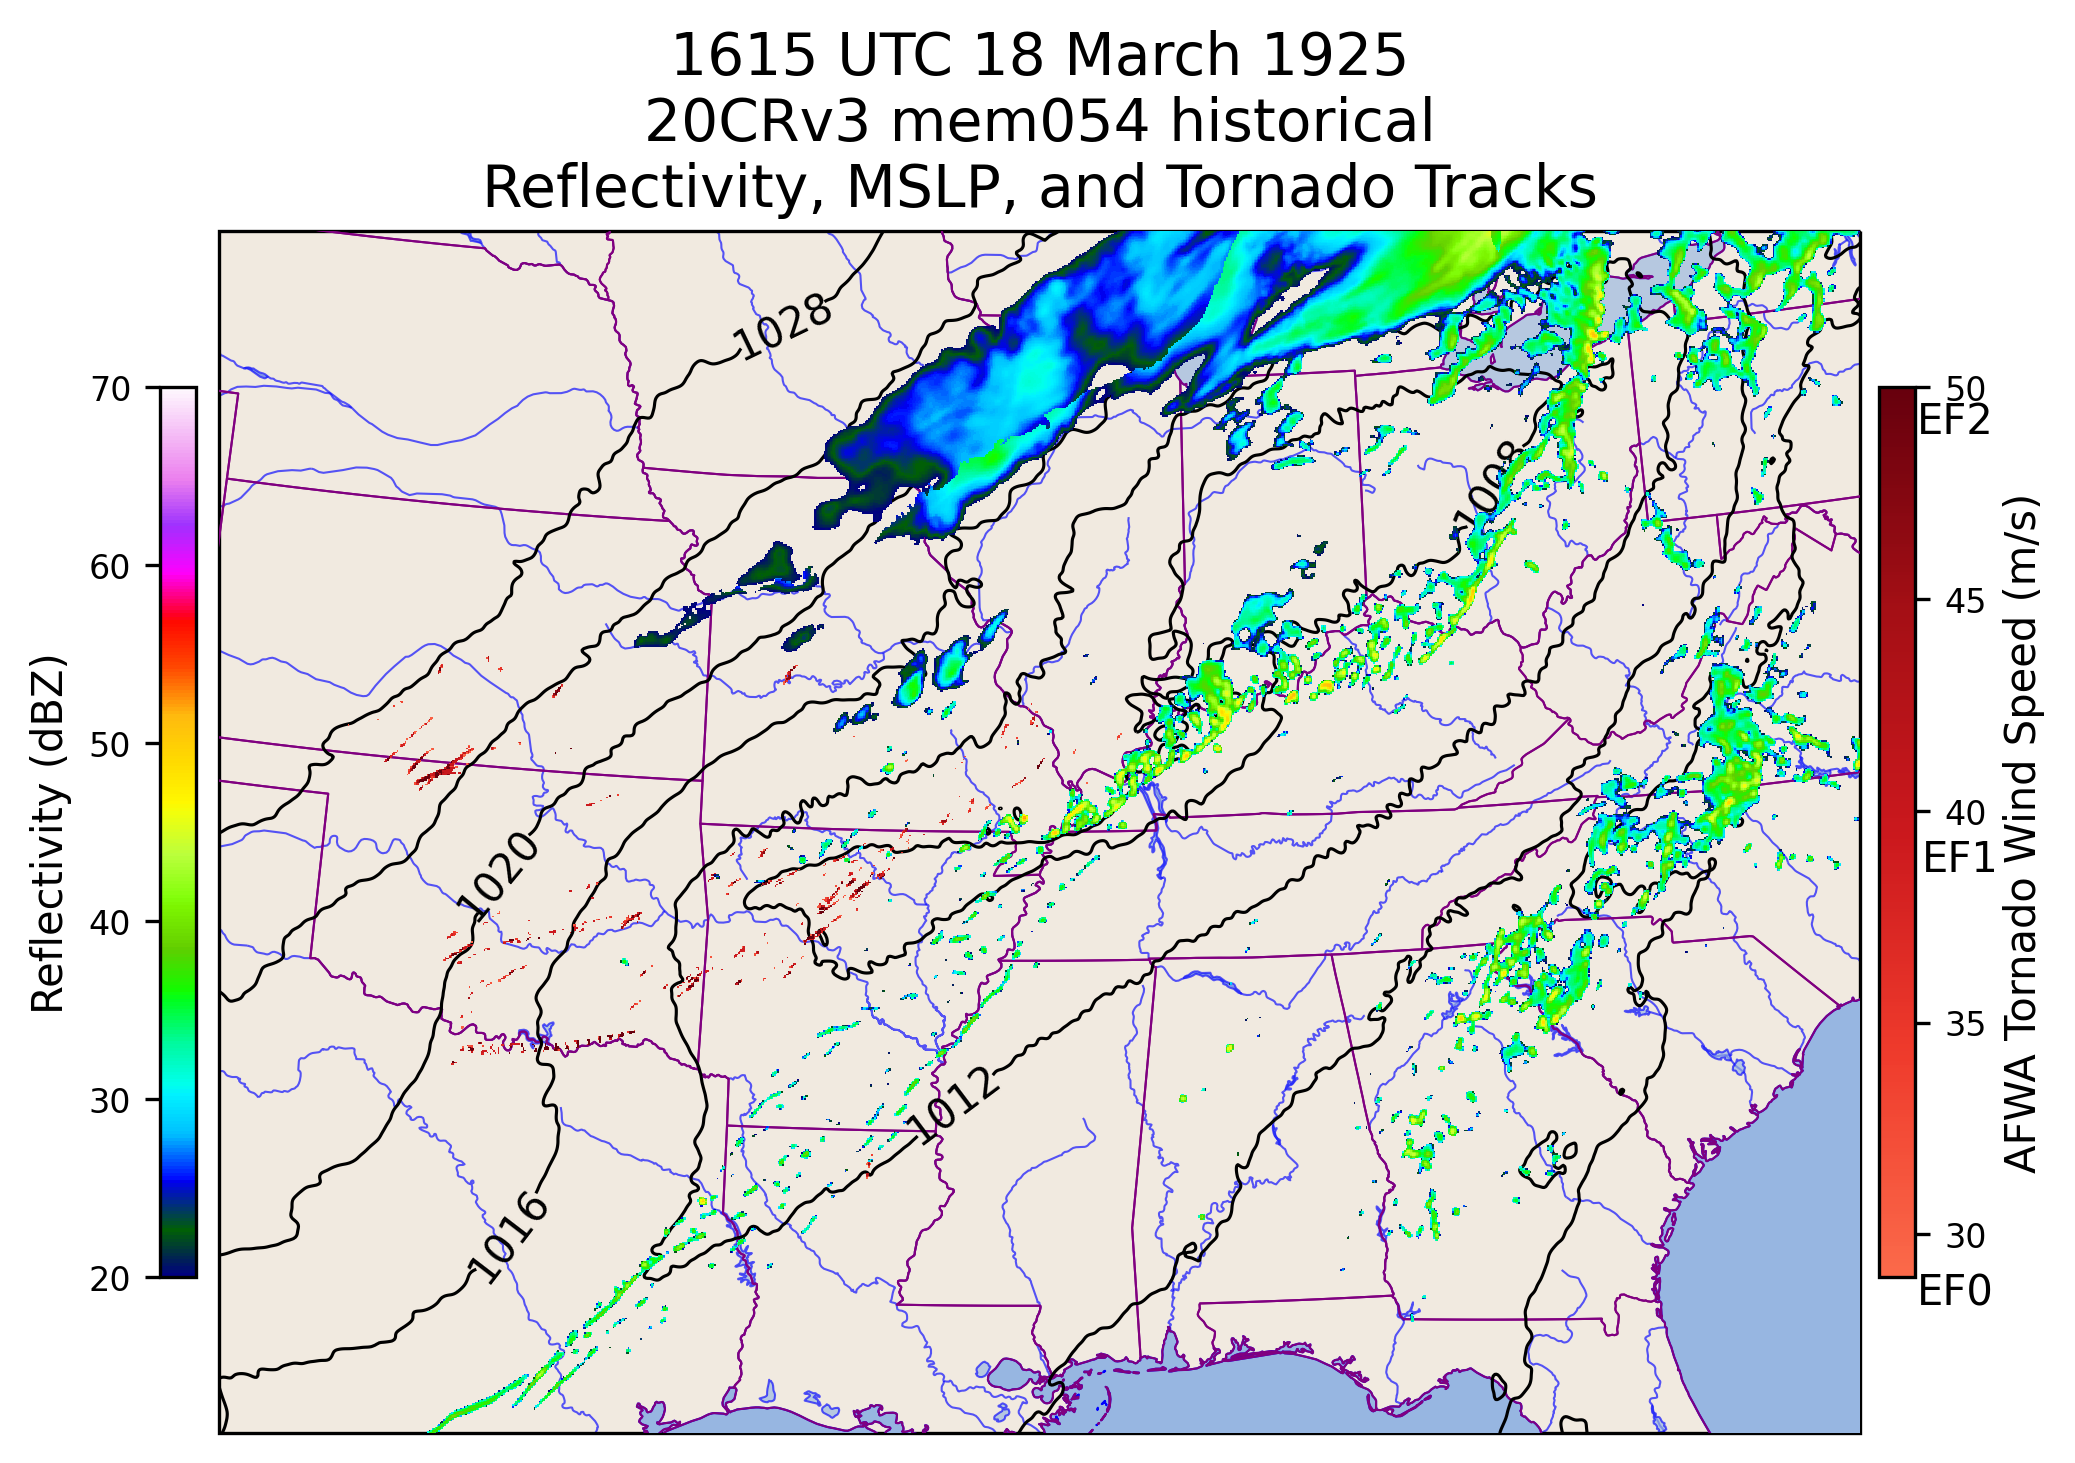 1615 UTC 18 March 1925
20CRv3 mem054 historical
Reflectivity, MSLP, and Tornado Tracks
1028
1008
1020
1012
1016
70
60
50
40
30
20
Reflectivity (dBZ)
50
EF2
45
40
EF1
35
30
EF0
AFWA Tornado Wind Speed (m/s)